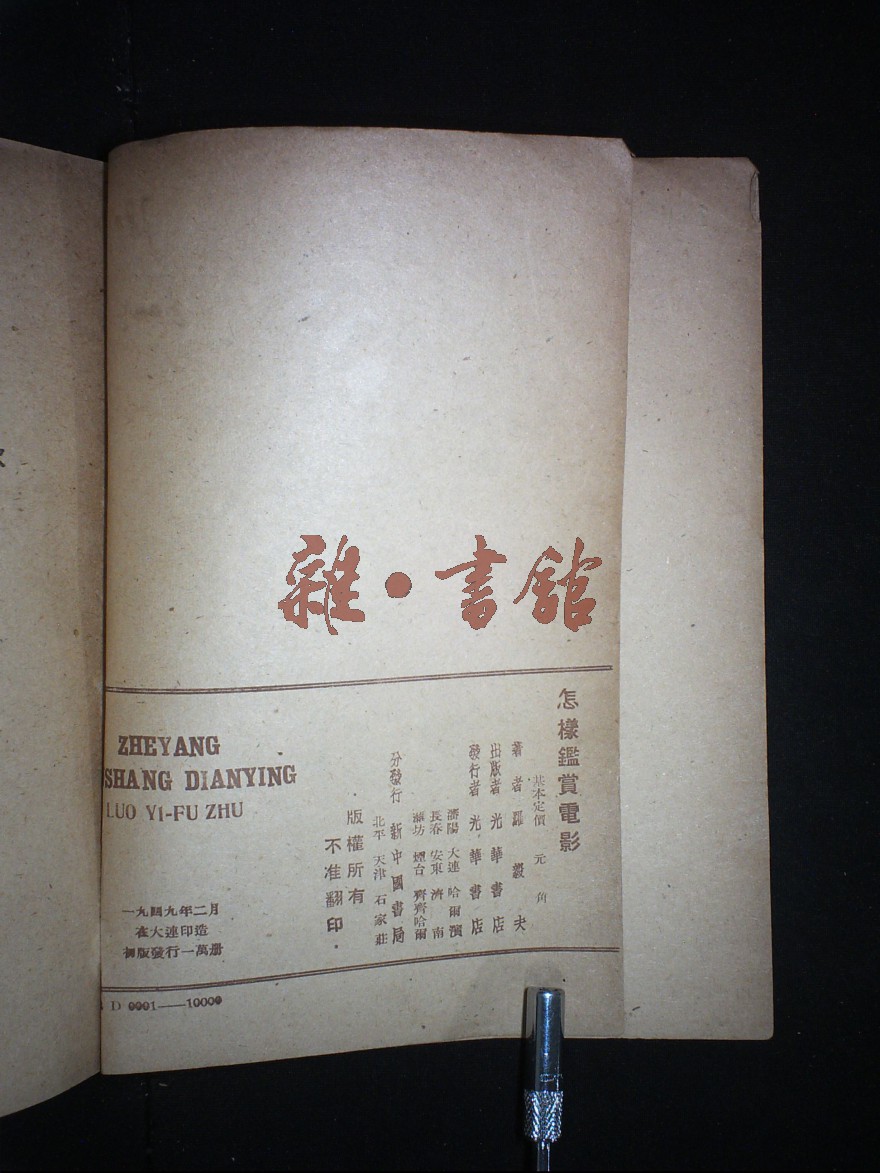 雜·書舘
怎樣鑑賞電影
基本定價 元 角
著者 羅毅夫
出版者 光華書店
發行者 光華書店
瀋陽 大連 哈爾濱
長春 安東 濟南
濰坊 煙台 齊齊哈爾
分發行 新中國書局
北平 天津 石家莊
版權所有
不准翻印
ZHEYANG
SHANG DIANYING
LUO YI-FU ZHU
一九四九年二月
在大連印造
初版發行一萬册
D 0001——10000